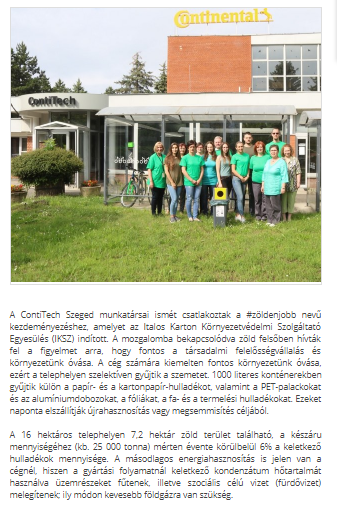 Continental
ContiTech
A ContiTech Szeged munkatársai ismét csatlakoztak a #zöldenjobb nevű
kezdeményezéshez, amelyet az Italos Karton Környezetvédelmi Szolgáltató
Egyesülés (IKSZ) indított. A mozgalomba bekapcsolódva zöld felsőben hívták
fel a figyelmet arra, hogy fontos a társadalmi felelősségvállalás és
környezetünk óvása. A cég számára kiemelten fontos környezetünk óvása,
ezért a telephelyen szelektíven gyűjtik a szemetet. 1000 literes konténerekben
gyűjtik külön a papír- és a kartonpapír-hulladékot, valamint a PET-palackokat
és az alumíniumdobozokat, a fóliákat, a fa- és a termelési hulladékokat. Ezeket
naponta elszállítják újrahasznosítás vagy megsemmisítés céljából.
A 16 hektáros telephelyen 7,2 hektár zöld terület található, a készáru
mennyiségéhez (kb. 25 000 tonna) mérten évente körülbelül 6% a keletkező
hulladékok mennyisége. A másodlagos energiahasznosítás is jelen van a
cégnél, hiszen a gyártási folyamatnál keletkező kondenzátum hőtartalmát
használva üzemrészeket fűtenek, illetve szociális célú vizet (fürdővizet)
melegítenek; ily módon kevesebb földgázra van szükség.